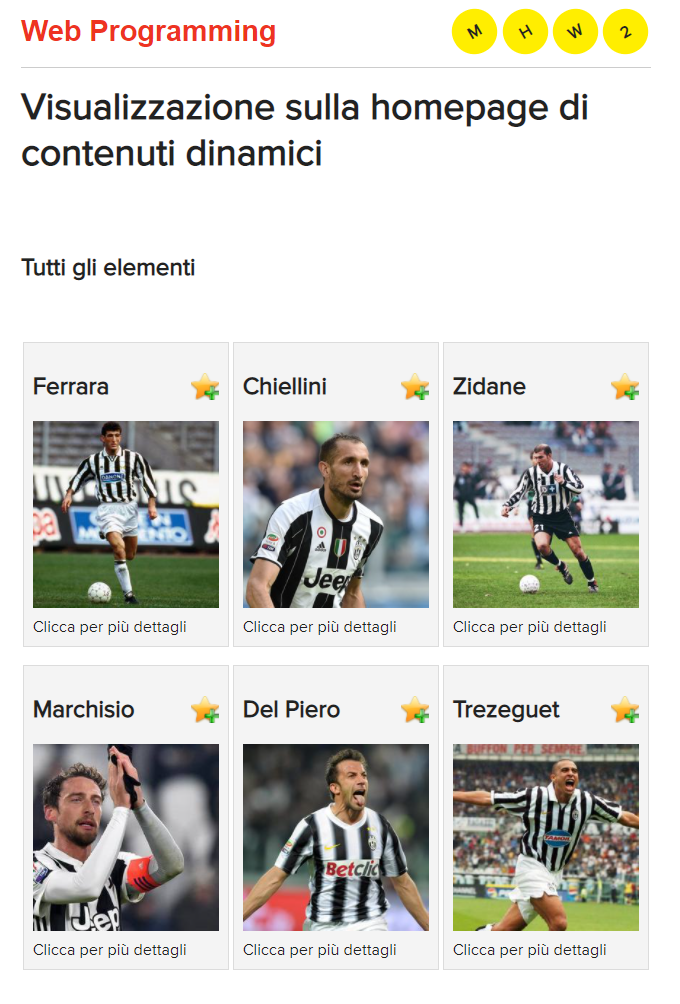 Web Programming
M H W 2
Visualizzazione sulla homepage di
contenuti dinamici
Tutti gli elementi
Ferrara
Chiellini
Zidane
DANONE
Jeep
Clicca per più dettagli
Clicca per più dettagli
Clicca per più dettagli
Marchisio
Del Piero
Trezeguet
BUFFON PER SEMPRE
Jeep
Betclic
TAMOIL
Clicca per più dettagli
Clicca per più dettagli
Clicca per più dettagli